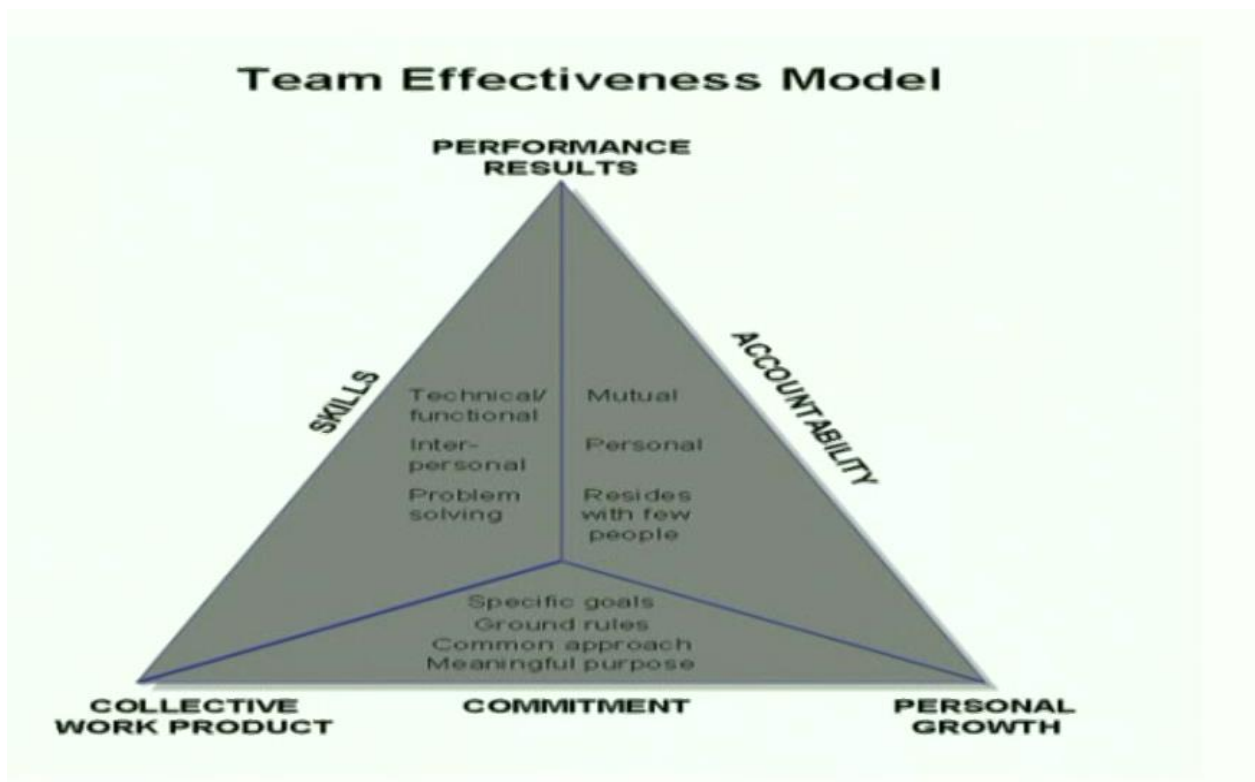 Team Effectiveness Model
PERFORMANCE
RESULTS
SKILLS
ACCOUNTABILITY
Technical/
functional
Inter-
personal
Problem
solving
Mutual
Personal
Resides
with few
people
Specific goals
Ground rules
Common approach
Meaningful purpose
COLLECTIVE
WORK PRODUCT
COMMITMENT
PERSONAL
GROWTH